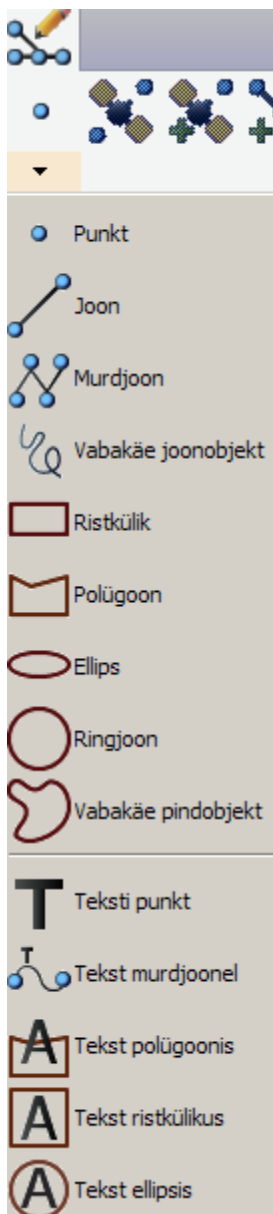 Punkt
Joon
Murdjoon
Vabakäe joonobjekt
Ristkülik
Polügoon
Ellips
Ringjoon
Vabakäe pindobjekt
Teksti punkt
Tekst murdjoonel
Tekst polügoonis
Tekst ristkülikus
Tekst ellipsis